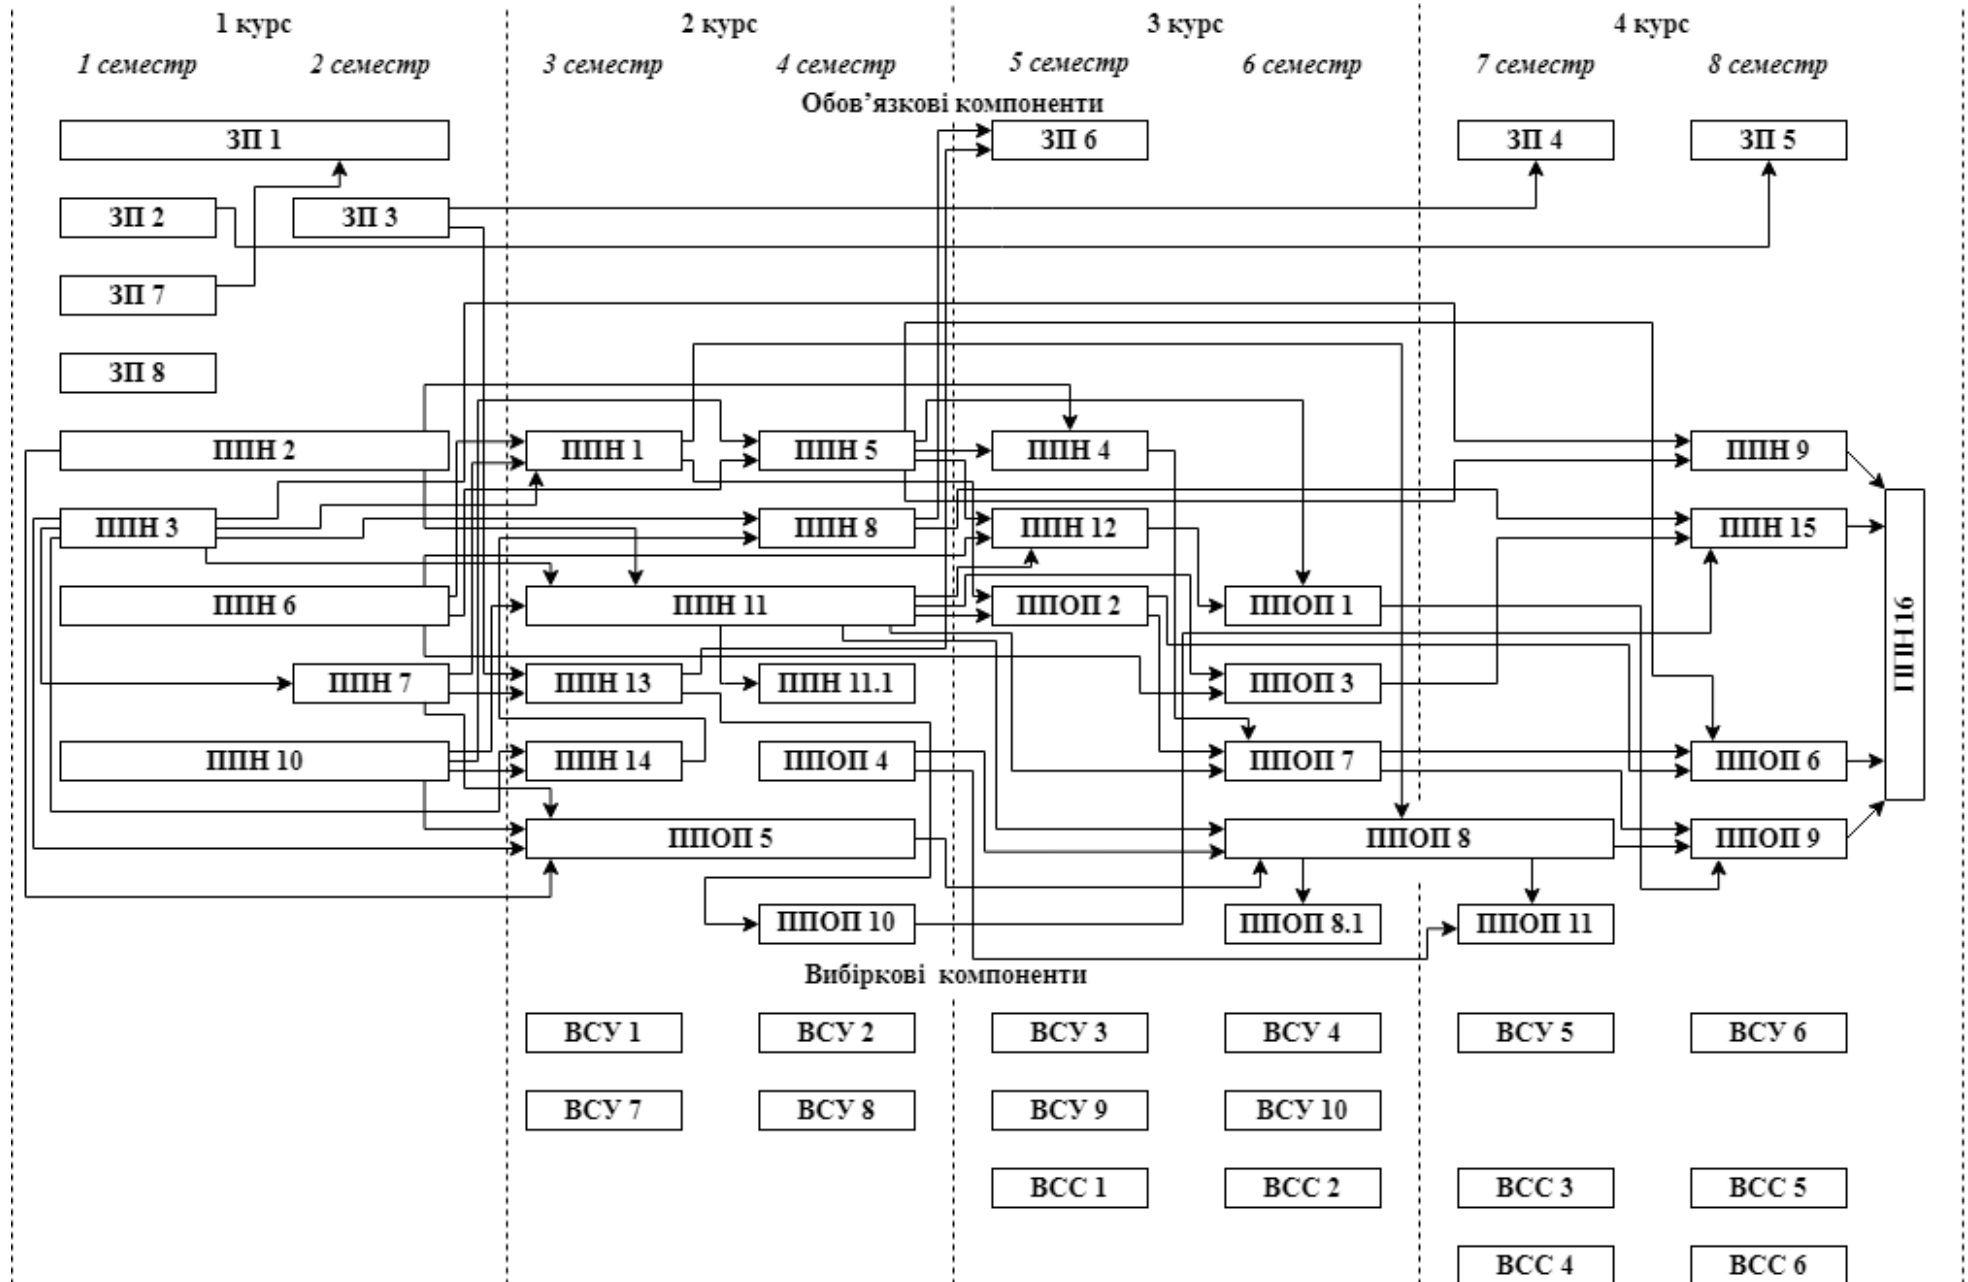 1 курс 2 курс 3 курс 4 курс
1 семестр 2 семестр 3 семестр 4 семестр 5 семестр 6 семестр 7 семестр 8 семестр
Обов’язкові компоненти
ЗП 1 ЗП 6 ЗП 4 ЗП 5
ЗП 2 ЗП 3
ЗП 7
ЗП 8
ППН 2 ППН 1 ППН 5 ППН 4 ППН 9
ППН 3 ППН 8 ППН 12 ППН 15
ППН 6 ППН 11 ППОП 2 ППОП 1
ППН16
ППН 7 ППН 13 ППН 11.1 ППОП 3
ППН 10 ППН 14 ППОП 4 ППОП 7 ППОП 6
ППОП 5 ППОП 8 ППОП 9
ППОП 10 ППОП 8.1 ППОП 11
Вибіркові компоненти
ВСУ 1 ВСУ 2 ВСУ 3 ВСУ 4 ВСУ 5 ВСУ 6
ВСУ 7 ВСУ 8 ВСУ 9 ВСУ 10
ВСС 1 ВСС 2 ВСС 3 ВСС 5
ВСС 4 ВСС 6